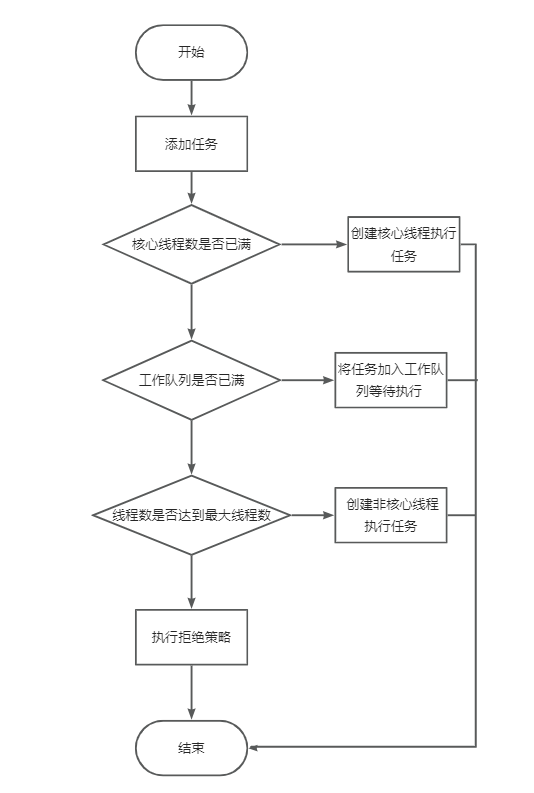 开始
添加任务
核心线程数是否已满
创建核心线程执行
任务
工作队列是否已满
将任务加入工作队
列等待执行
线程数是否达到最大线程数
创建非核心线程
执行任务
执行拒绝策略
结束